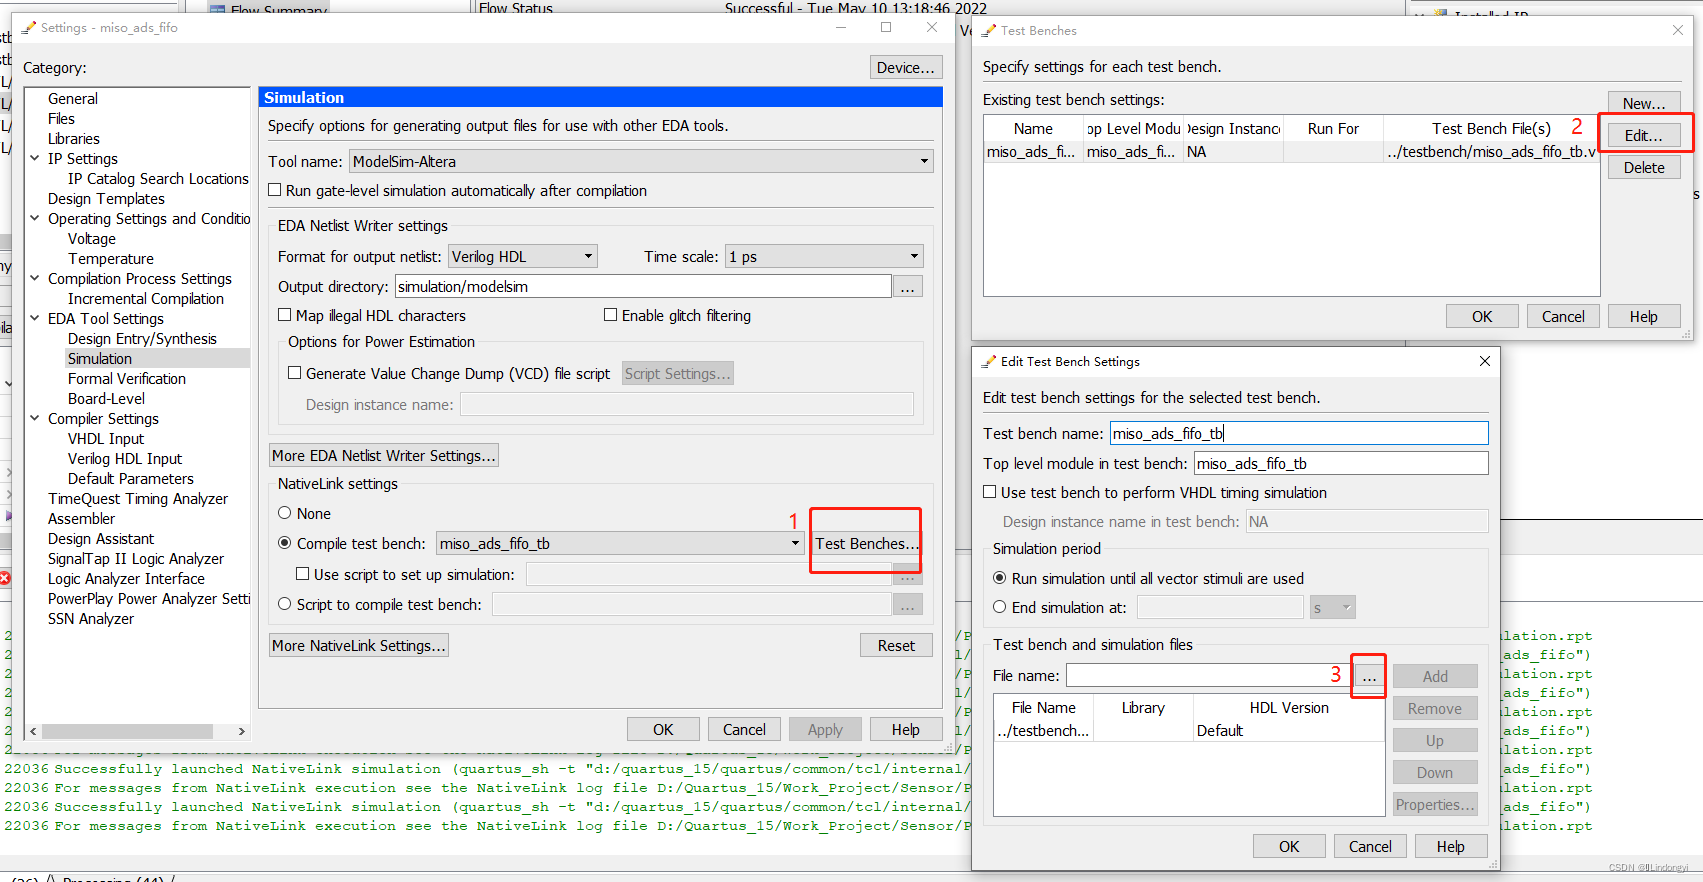 Flow Summary
Flow Status
Successful - Tue May 10 13:18:46 2022
Installed IP
Settings - miso_ads_fifo
Category:
Device...
General
Files
Libraries
IP Settings
IP Catalog Search Locations
Design Templates
Operating Settings and Conditio
Voltage
Temperature
Compilation Process Settings
Incremental Compilation
EDA Tool Settings
Design Entry/Synthesis
Simulation
Formal Verification
Board-Level
Compiler Settings
VHDL Input
Verilog HDL Input
Default Parameters
TimeQuest Timing Analyzer
Assembler
Design Assistant
SignalTap II Logic Analyzer
Logic Analyzer Interface
PowerPlay Power Analyzer Setti
SSN Analyzer
Simulation
Specify options for generating output files for use with other EDA tools.
Tool name: ModelSim-Altera
Run gate-level simulation automatically after compilation
EDA Netlist Writer settings
Format for output netlist: Verilog HDL Time scale: 1 ps
Output directory: simulation/modelsim ...
Map illegal HDL characters Enable glitch filtering
Options for Power Estimation
Generate Value Change Dump (VCD) file script Script Settings...
Design instance name:
More EDA Netlist Writer Settings...
NativeLink settings
None
1
Compile test bench: miso_ads_fifo_tb Test Benches...
Use script to set up simulation: ...
Script to compile test bench: ...
More NativeLink Settings... Reset
OK Cancel Apply Help
Test Benches
Specify settings for each test bench.
Existing test bench settings:
New...
Name op Level Modu Design Instanc Run For Test Bench File(s) 2 Edit...
miso_ads_fi... miso_ads_fi... NA ../testbench/miso_ads_fifo_tb.v
Delete
OK Cancel Help
Edit Test Bench Settings
Edit test bench settings for the selected test bench.
Test bench name: miso_ads_fifo_tb
Top level module in test bench: miso_ads_fifo_tb
Use test bench to perform VHDL timing simulation
Design instance name in test bench: NA
Simulation period
Run simulation until all vector stimuli are used
End simulation at: s
Test bench and simulation files
File name: 3 ... Add
File Name Library HDL Version Remove
../testbench... Default
Up
Down
Properties...
OK Cancel Help
lation.rpt
_ads_fifo")
lation.rpt
_ads_fifo")
lation.rpt
_ads_fifo")
lation.rpt
22036 Successfully launched NativeLink simulation (quartus_sh -t "d:/quartus_15/quartus/common/tcl/internal/ _ads_fifo")
22036 For messages from NativeLink execution see the NativeLink log file D:/Quartus_15/Work_Project/Sensor/P ulation.rpt
22036 Successfully launched NativeLink simulation (quartus_sh -t "d:/quartus_15/quartus/common/tcl/internal/ _ads_fifo")
22036 For messages from NativeLink execution see the NativeLink log file D:/Quartus_15/Work_Project/Sensor/P ulation.rpt
Processing (44)